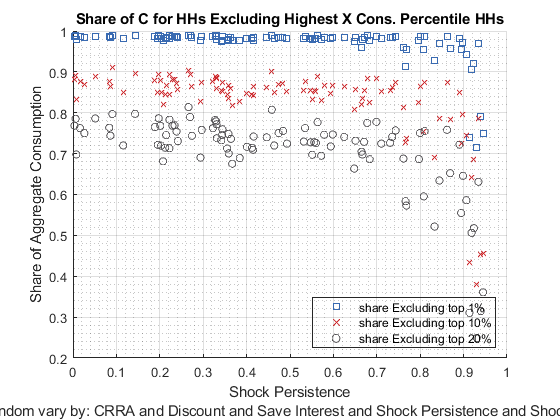 Share of C for HHs Excluding Highest X Cons. Percentile HHs
1
0.9
0.8
0.7
0.6
0.5
0.4
0.3
0.2
Share of Aggregate Consumption
share Excluding top 1%
share Excluding top 10%
share Excluding top 20%
0 0.1 0.2 0.3 0.4 0.5 0.6 0.7 0.8 0.9 1
Shock Persistence
ndom vary by: CRRA and Discount and Save Interest and Shock Persistence and Shoc